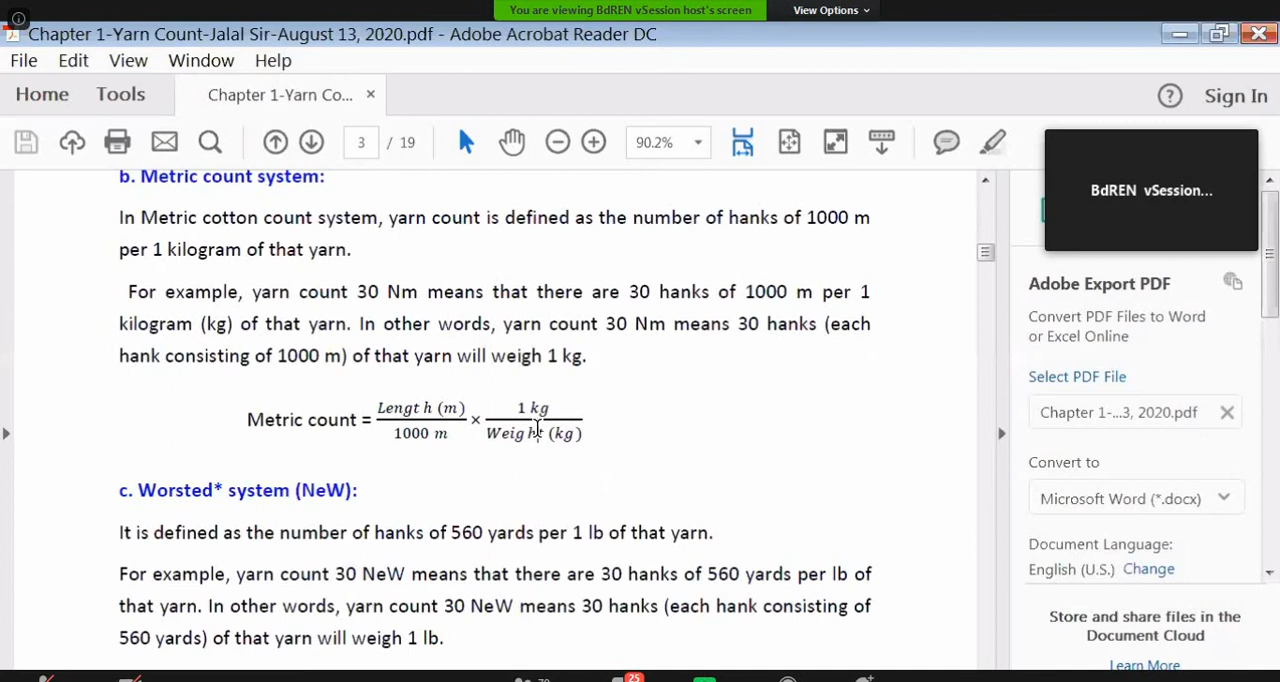 You are viewing BdREN vSession host's screen
View Options
Chapter 1-Yarn Count-Jalal Sir-August 13, 2020.pdf - Adobe Acrobat Reader DC
File Edit View Window Help
Home Tools Chapter 1-Yarn Co... × Sign In
3 / 19 90.2%
BdREN vSession...
b. Metric count system:
In Metric cotton count system, yarn count is defined as the number of hanks of 1000 m
per 1 kilogram of that yarn.
For example, yarn count 30 Nm means that there are 30 hanks of 1000 m per 1
kilogram (kg) of that yarn. In other words, yarn count 30 Nm means 30 hanks (each
hank consisting of 1000 m) of that yarn will weigh 1 kg.
Metric count = Lengt h (m) / 1000 m × 1 kg / Weig ht (kg)
c. Worsted* system (NeW):
It is defined as the number of hanks of 560 yards per 1 lb of that yarn.
For example, yarn count 30 NeW means that there are 30 hanks of 560 yards per lb of
that yarn. In other words, yarn count 30 NeW means 30 hanks (each hank consisting of
560 yards) of that yarn will weigh 1 lb.
Adobe Export PDF
Convert PDF Files to Word
or Excel Online
Select PDF File
Chapter 1-...3, 2020.pdf
Convert to
Microsoft Word (*.docx)
Document Language:
English (U.S.) Change
Store and share files in the
Document Cloud
Learn More
25